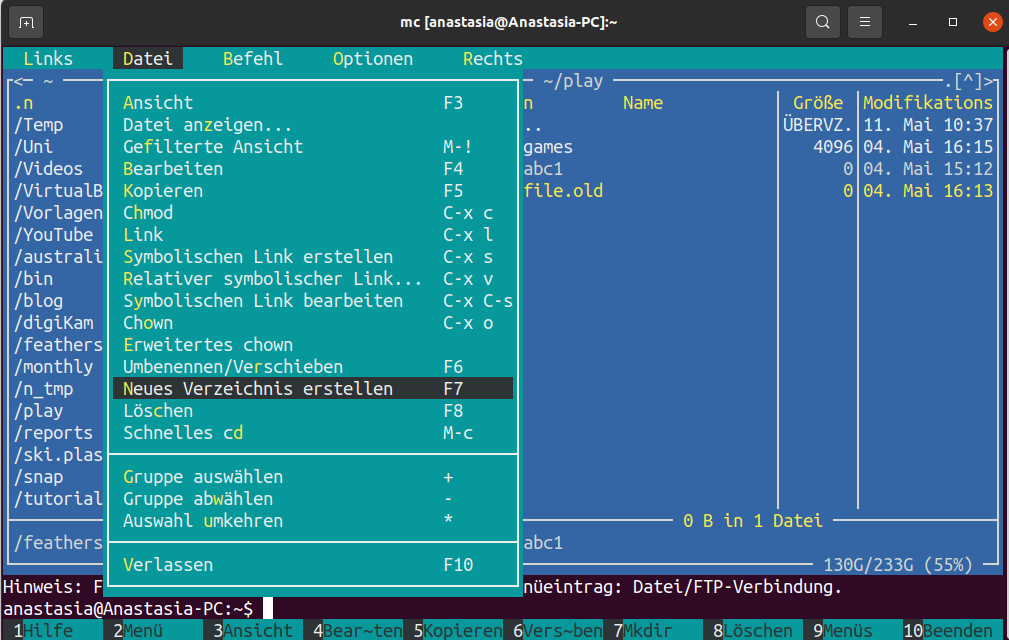 mc [anastasia@Anastasia-PC]:~
Links Datei Befehl Optionen Rechts
<─ ~ ~/play .[^]>
.n Ansicht F3 n Name Größe Modifikations
/Temp Datei anzeigen... .. ÜBERVZ. 11. Mai 10:37
/Uni Gefilterte Ansicht M-! games 4096 04. Mai 16:15
/Videos Bearbeiten F4 abc1 0 04. Mai 15:12
/VirtualB Kopieren F5 file.old 0 04. Mai 16:13
/Vorlagen Chmod C-x c
/YouTube Link C-x l
/australi Symbolischen Link erstellen C-x s
/bin Relativer symbolischer Link... C-x v
/blog Symbolischen Link bearbeiten C-x C-s
/digiKam Chown C-x o
/feathers Erweitertes chown
/monthly Umbenennen/Verschieben F6
/n_tmp Neues Verzeichnis erstellen F7
/play Löschen F8
/reports Schnelles cd M-c
/ski.plas
/snap Gruppe auswählen +
/tutorial Gruppe abwählen -
Auswahl umkehren * 0 B in 1 Datei
/feathers abc1
Verlassen F10 130G/233G (55%)
Hinweis: F nüeintrag: Datei/FTP-Verbindung.
anastasia@Anastasia-PC:~$
1Hilfe 2Menü 3Ansicht 4Bear~ten 5Kopieren 6Vers~ben 7Mkdir 8Löschen 9Menüs 10Beenden